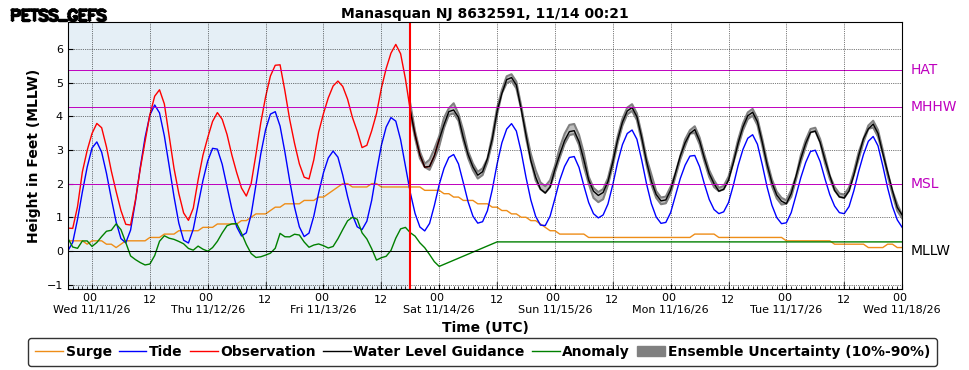 PETSS_GEFS
Manasquan NJ 8632591, 11/14 00:21
Height in Feet (MLLW)
6
5
4
3
2
1
0
−1
HAT
MHHW
MSL
MLLW
00 12 00 12 00 12 00 12 00 12 00 12 00 12 00
Wed 11/11/26 Thu 11/12/26 Fri 11/13/26 Sat 11/14/26 Sun 11/15/26 Mon 11/16/26 Tue 11/17/26 Wed 11/18/26
Time (UTC)
Surge Tide Observation Water Level Guidance Anomaly Ensemble Uncertainty (10%-90%)